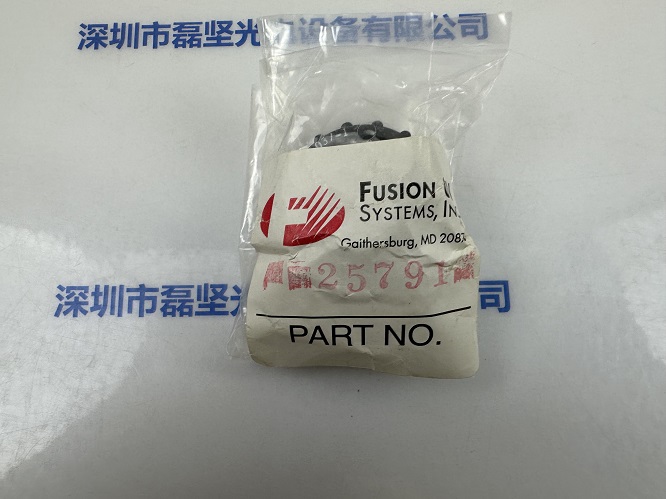 深圳市磊坚光电设备有限公司
FUSION U
SYSTEMS, IN
Gaithersburg, MD 2087
25791
深圳市磊坚光 公司
PART NO.